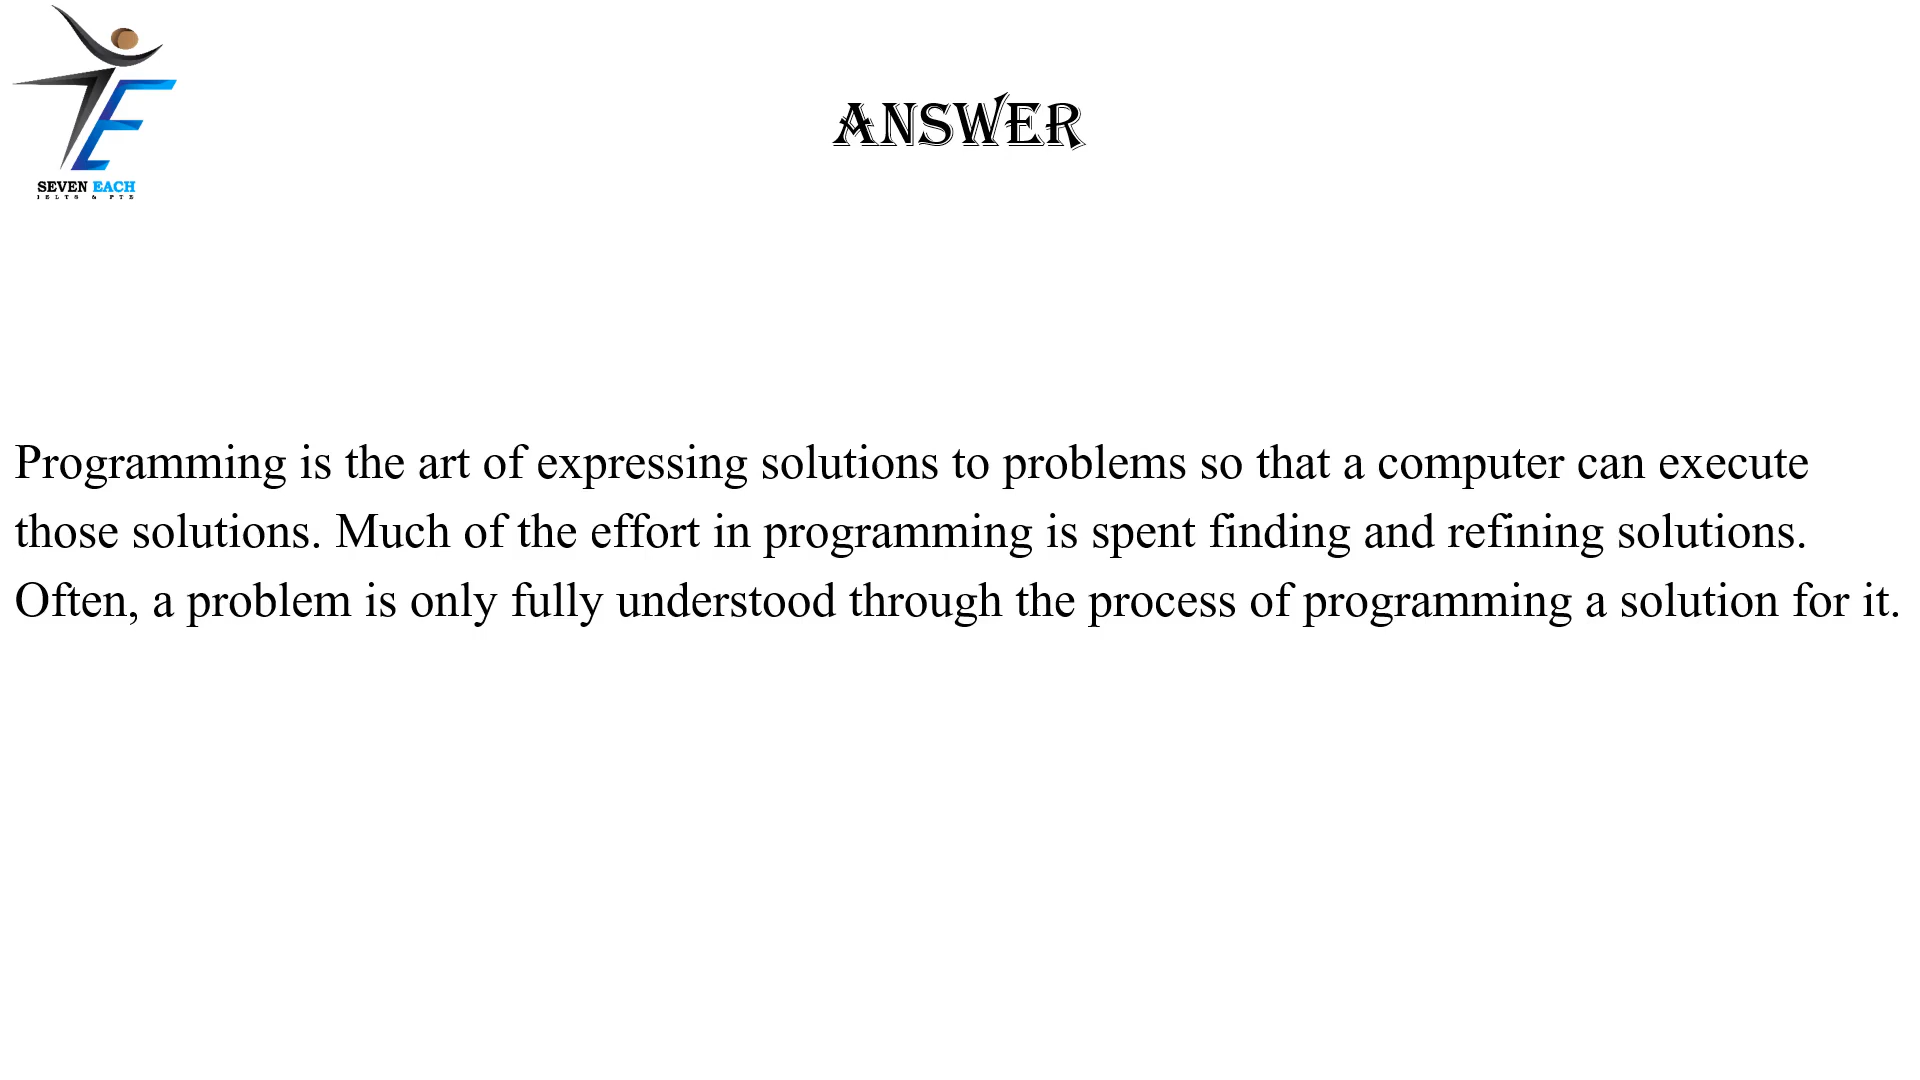 SEVEN EACH
IELTS & PTE
ANSWER
Programming is the art of expressing solutions to problems so that a computer can execute
those solutions. Much of the effort in programming is spent finding and refining solutions.
Often, a problem is only fully understood through the process of programming a solution for it.